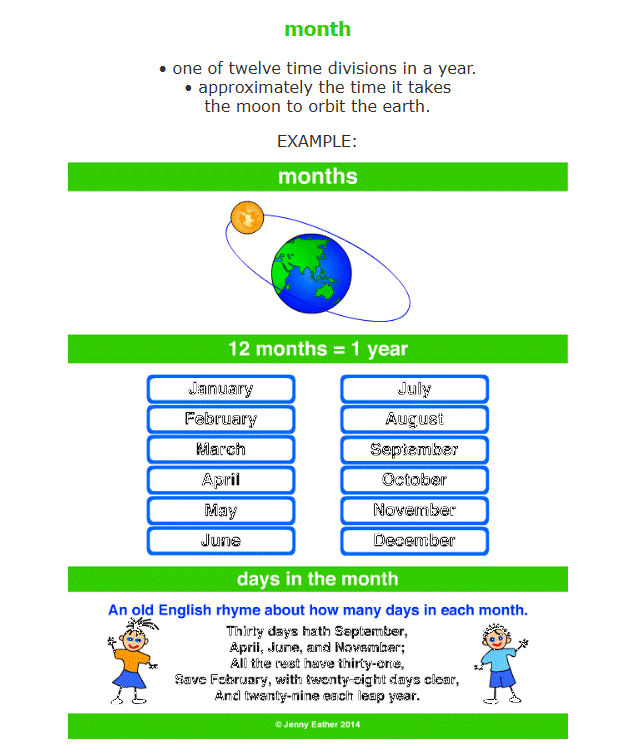 month
• one of twelve time divisions in a year.
• approximately the time it takes
the moon to orbit the earth.
EXAMPLE:
months
12 months = 1 year
January
February
March
April
May
June
July
August
September
October
November
December
days in the month
An old English rhyme about how many days in each month.
Thirty days hath September,
April, June, and November;
All the rest have thirty-one,
Save February, with twenty-eight days clear,
And twenty-nine each leap year.
© Jenny Eather 2014